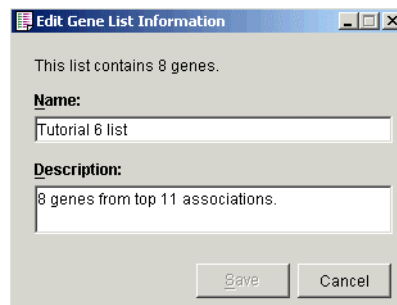 Edit Gene List Information
This list contains 8 genes.
Name:
Tutorial 6 list
Description:
8 genes from top 11 associations.
Save Cancel